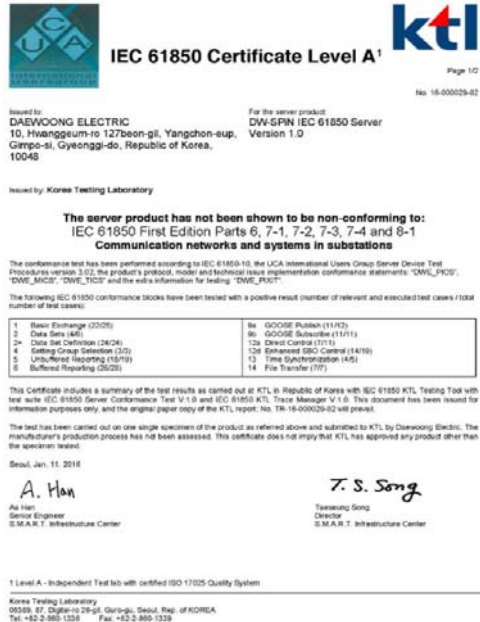 UCA
International
Users Group
ktl
IEC 61850 Certificate Level A¹
Page 1/2
No. 16-000029-02
Issued to:
DAEWOONG ELECTRIC
10, Hwanggeum-ro 127beon-gil, Yangchon-eup,
Gimpo-si, Gyeonggi-do, Republic of Korea,
10048
For the server product:
DW-SPIN IEC 61850 Server
Version 1.0
Issued by: Korea Testing Laboratory
The server product has not been shown to be non-conforming to:
IEC 61850 First Edition Parts 6, 7-1, 7-2, 7-3, 7-4 and 8-1
Communication networks and systems in substations
The conformance test has been performed according to IEC 61850-10, the UCA International Users Group Server Device Test
Procedures version 3.02, the product's protocol, model and technical issue implementation conformance statements: "DWE_PICS",
"DWE_MICS", "DWE_TICS" and the extra information for testing: "DWE_PIXIT".
The following IEC 61850 conformance blocks have been tested with a positive result (number of relevant and executed test cases / total
number of test cases):
1 Basic Exchange (22/25)
2 Data Sets (4/6)
2+ Data Set Definition (24/24)
4 Setting Group Selection (3/3)
5 Unbuffered Reporting (18/19)
6 Buffered Reporting (26/28)
9a GOOSE Publish (11/12)
9b GOOSE Subscribe (11/11)
12a Direct Control (7/11)
12d Enhanced SBO Control (14/19)
13 Time Synchronization (4/5)
14 File Transfer (7/7)
This Certificate includes a summary of the test results as carried out at KTL in Republic of Korea with ISC 61850 KTL Testing Tool with
test suite IEC 61850 Server Conformance Test V 1.0 and IEC 61850 KTL Trace Manager V 1.0. This document has been issued for
information purposes only, and the original paper copy of the KTL report: No. TR-16-000029-02 will prevail.
The test has been carried out on one single specimen of the product as referred above and submitted to KTL by Daewoong Electric. The
manufacturer's production process has not been assessed. This certificate does not imply that KTL has approved any product other than
the specimen tested.
Seoul, Jan. 11, 2016
A. Han
Aa Han
Senior Engineer
S.M.A.R.T. Infrastructure Center
T. S. Song
Taeseung Song
Director
S.M.A.R.T. Infrastructure Center
1 Level A - Independent Test lab with certified ISO 17025 Quality System
Korea Testing Laboratory
08389, 87, Digital-ro 26-gil, Guro-gu, Seoul, Rep. of KOREA
Tel: +82-2-860-1338 Fax: +82-2-860-1339